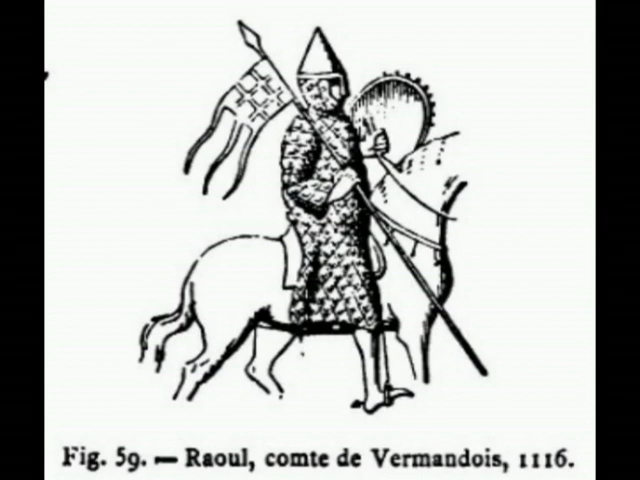 Fig. 59. — Raoul, comte de Vermandois, 1116.